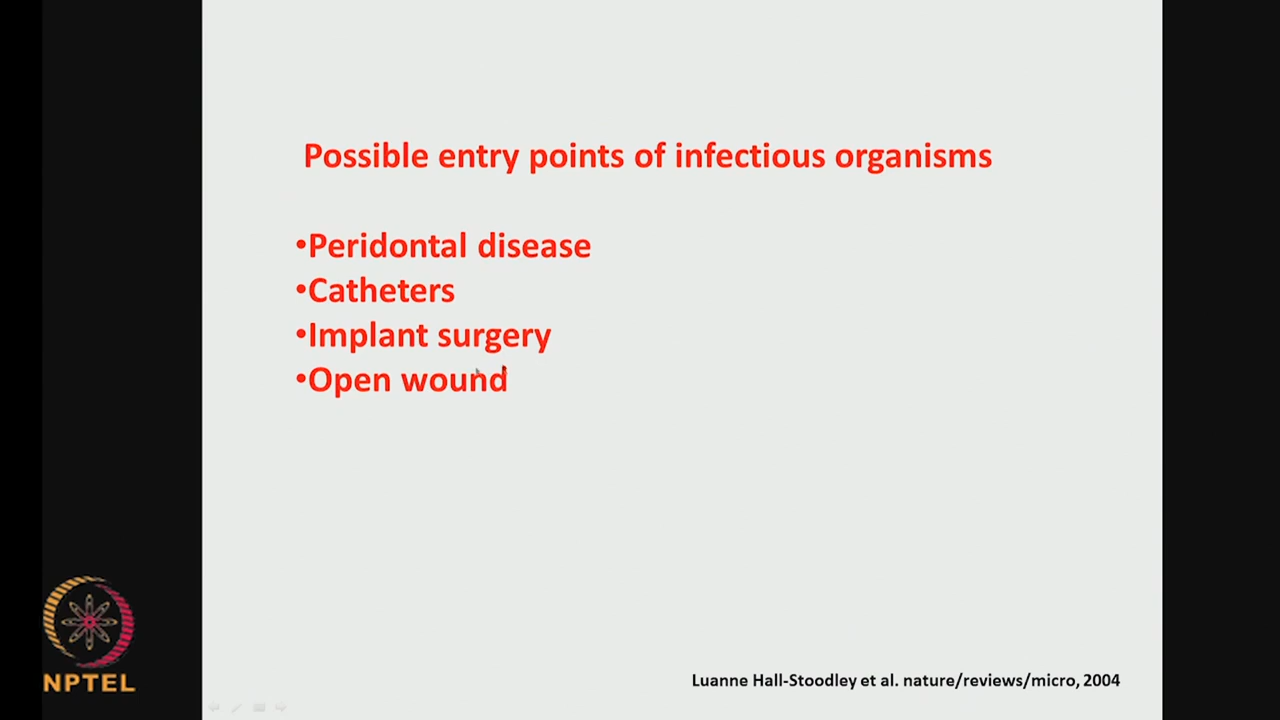 Possible entry points of infectious organisms
•Peridontal disease
•Catheters
•Implant surgery
•Open wound
NPTEL
Luanne Hall-Stoodley et al. nature/reviews/micro, 2004